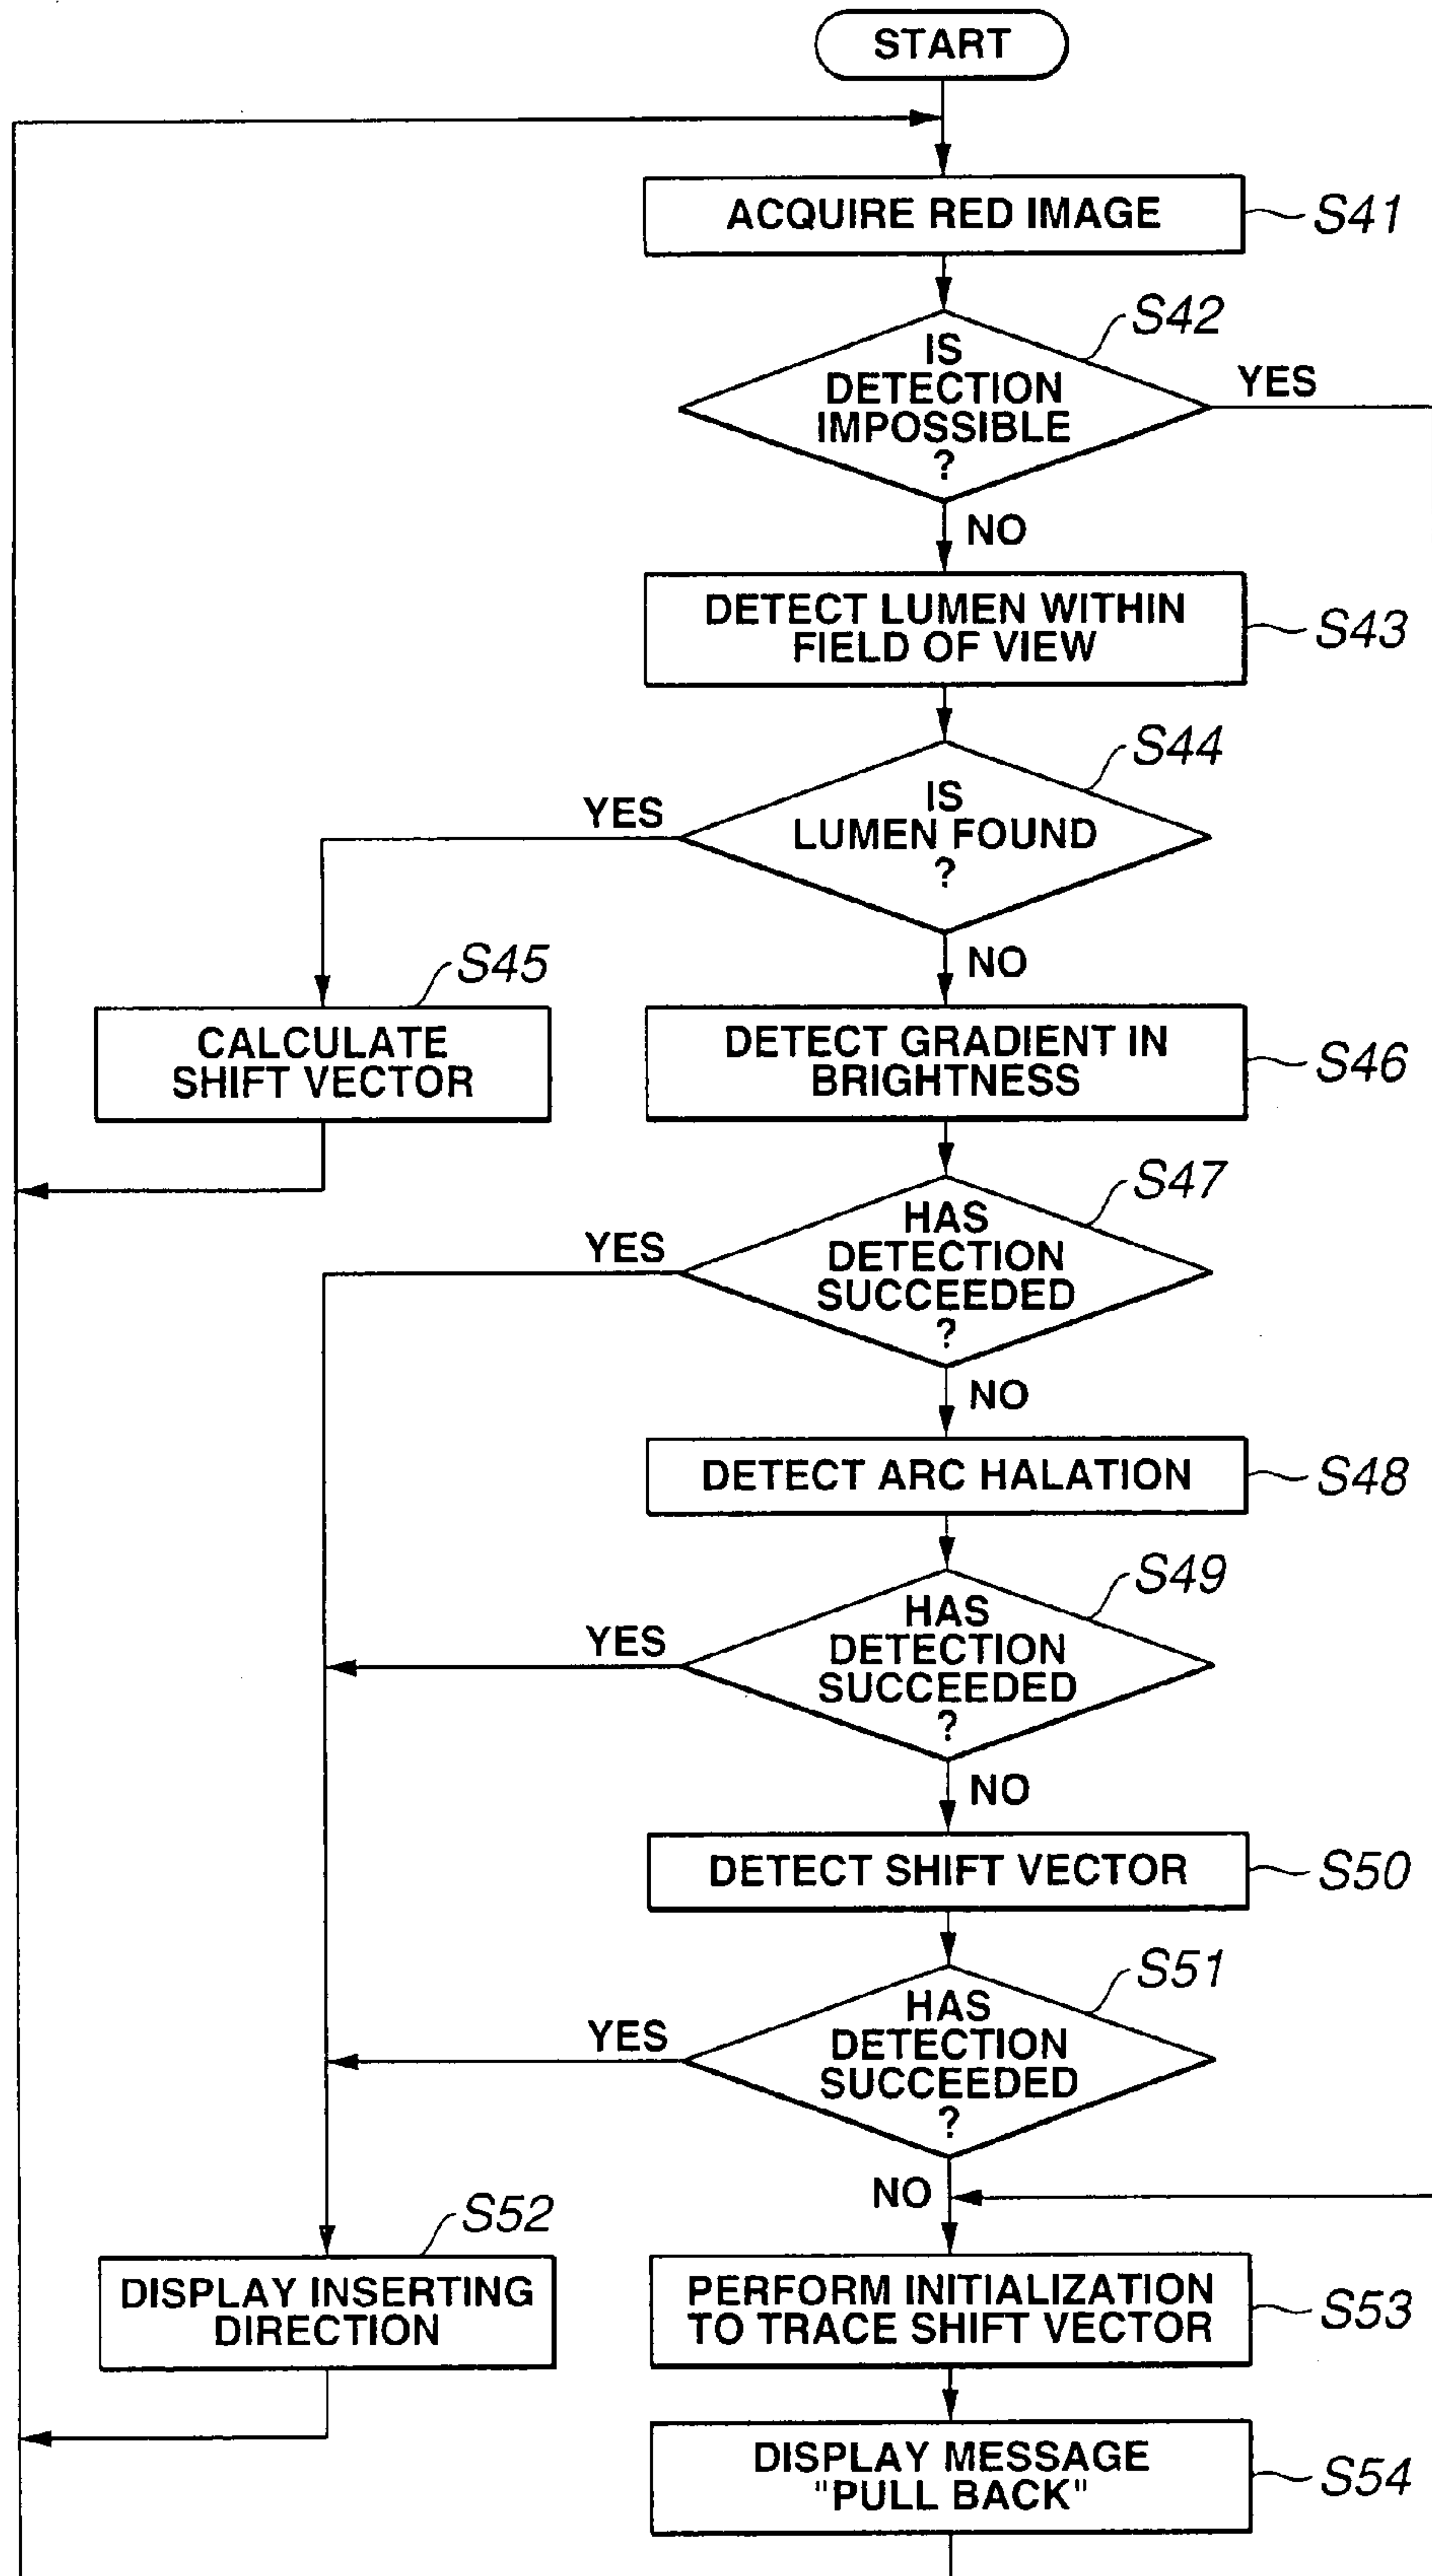 START
ACQUIRE RED IMAGE
S41
S42
IS
DETECTION
IMPOSSIBLE
?
YES
NO
DETECT LUMEN WITHIN
FIELD OF VIEW
S43
S44
IS
LUMEN FOUND
?
YES
NO
S45
CALCULATE
SHIFT VECTOR
DETECT GRADIENT IN
BRIGHTNESS
S46
S47
HAS
DETECTION
SUCCEEDED
?
YES
NO
DETECT ARC HALATION
S48
S49
HAS
DETECTION
SUCCEEDED
?
YES
NO
DETECT SHIFT VECTOR
S50
S51
HAS
DETECTION
SUCCEEDED
?
YES
NO
S52
DISPLAY INSERTING
DIRECTION
PERFORM INITIALIZATION
TO TRACE SHIFT VECTOR
S53
DISPLAY MESSAGE
"PULL BACK"
S54